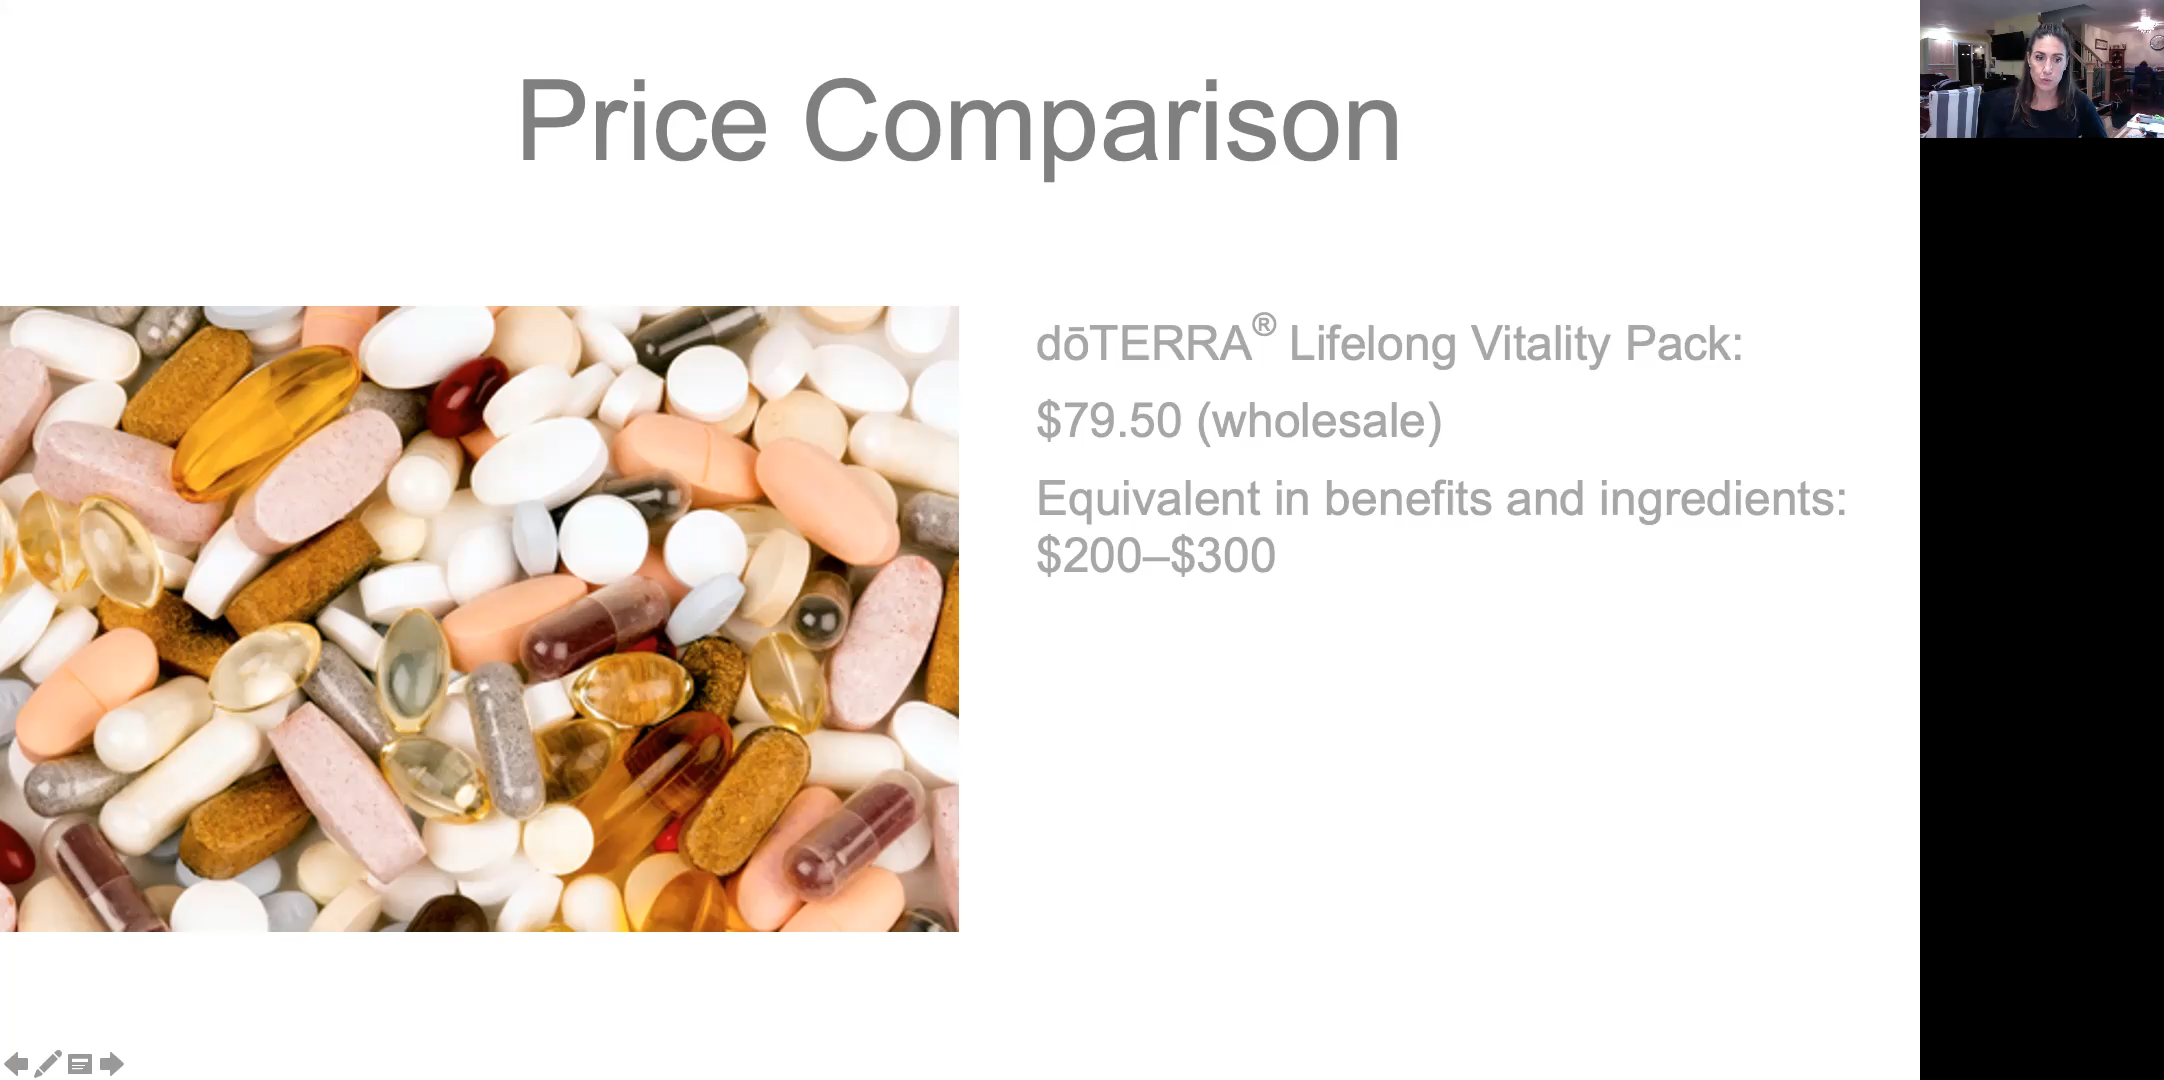 Price Comparison
dōTERRA® Lifelong Vitality Pack:
$79.50 (wholesale)
Equivalent in benefits and ingredients:
$200–$300